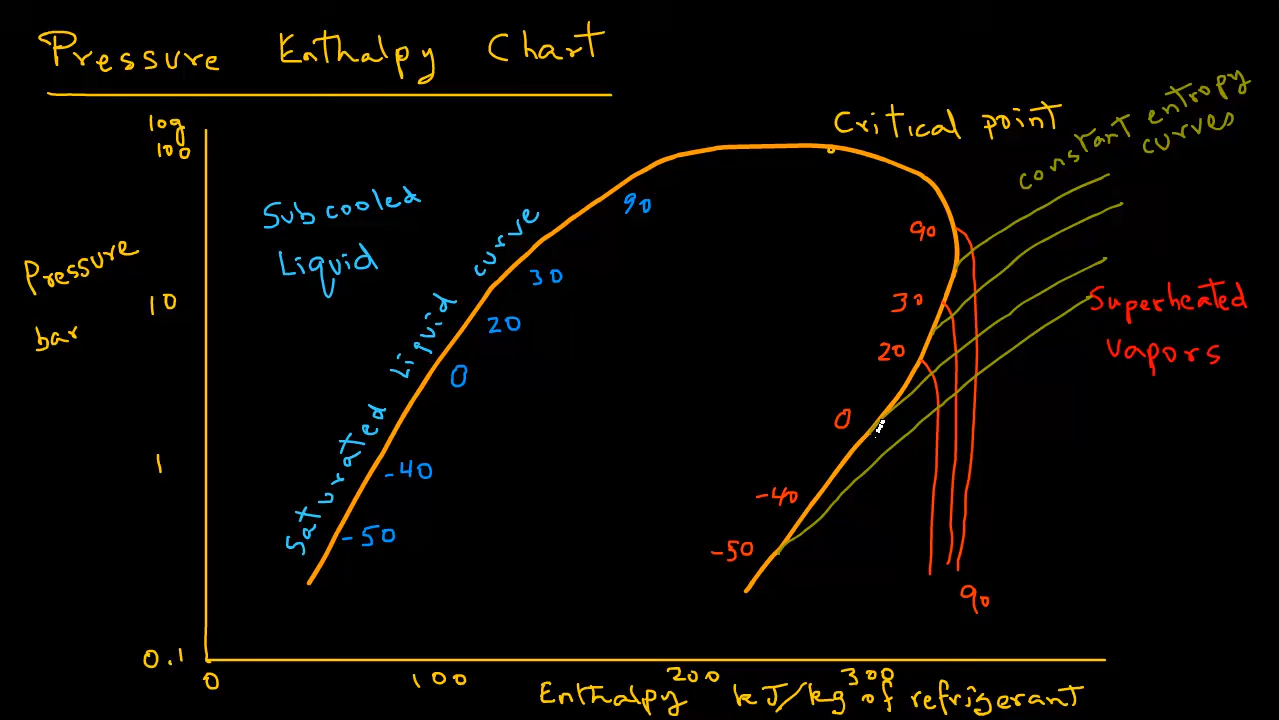 Pressure Enthalpy Chart
log
100
10
1
0.1
Pressure
bar
Subcooled
Liquid
Saturated Liquid curve
90
30
20
0
-40
-50
Critical point
constant entropy
curves
90
30
20
0
-40
-50
Superheated
vapors
90
0 100 200 300
Enthalpy kJ/kg of refrigerant